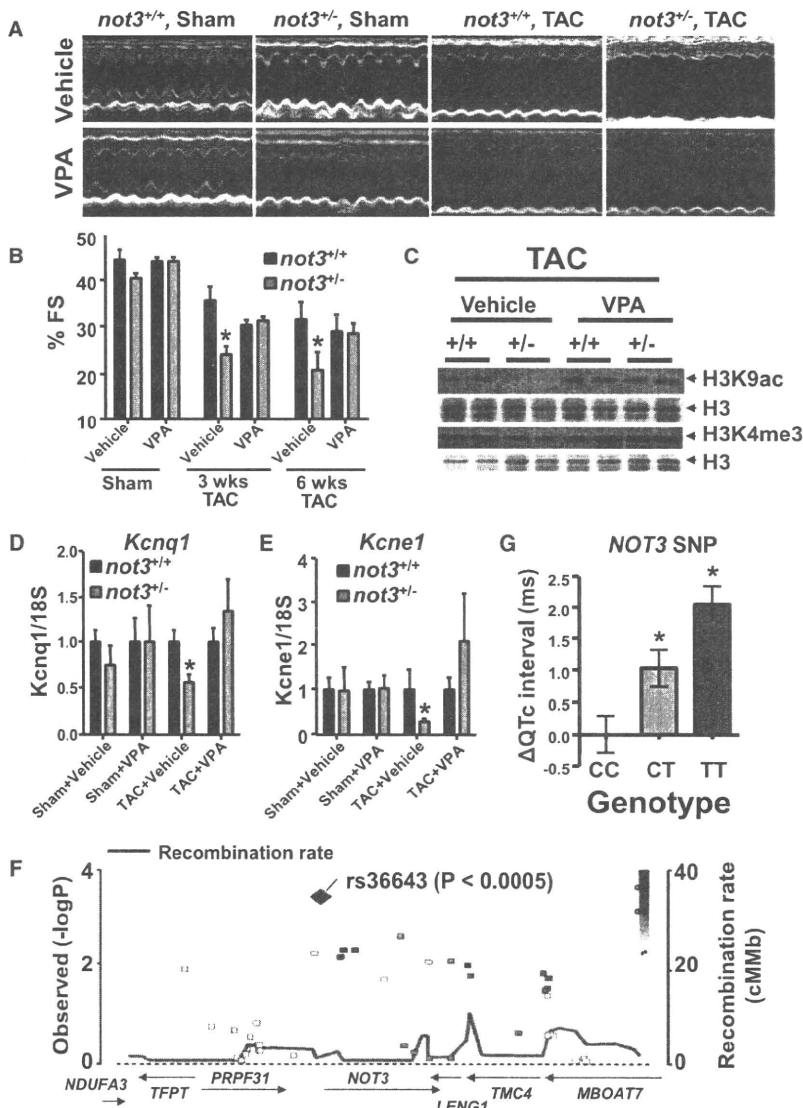 A
not3+/+, Sham
not3+/-, Sham
not3+/+, TAC
not3+/-, TAC
Vehicle
VPA
B
% FS
50
40
30
20
10
not3+/+
not3+/-
*
*
Vehicle
VPA
Vehicle
VPA
Vehicle
VPA
Sham
3 wks TAC
6 wks TAC
C
TAC
Vehicle
VPA
+/+
+/-
+/+
+/-
H3K9ac
H3
H3K4me3
H3
D
Kcnq1
Kcnq1/18S
2.0
1.5
1.0
0.5
0.0
not3+/+
not3+/-
*
Sham+Vehicle
Sham+VPA
TAC+Vehicle
TAC+VPA
E
Kcne1
Kcne1/18S
4
3
2
1
0
not3+/+
not3+/-
*
Sham+Vehicle
Sham+VPA
TAC+Vehicle
TAC+VPA
G
NOT3 SNP
ΔQTc interval (ms)
2.5
2.0
1.5
1.0
0.5
0.0
-0.5
*
*
CC
CT
TT
Genotype
F
Recombination rate
rs36643 (P < 0.0005)
Observed (-logP)
4
2
0
40
20
0
Recombination rate (cMMb)
NDUFA3
TFPT
PRPF31
NOT3
LENG1
TMC4
MBOAT7